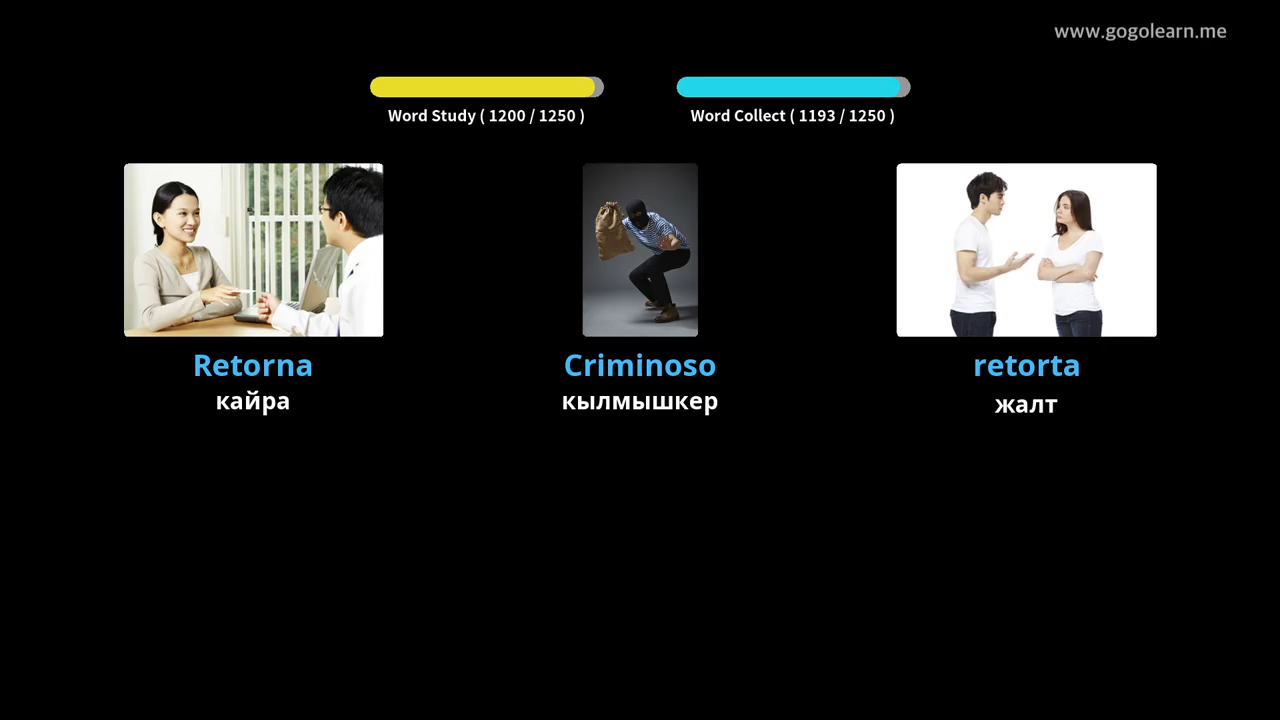 www.gogolearn.me
Word Study ( 1200 / 1250 )
Word Collect ( 1193 / 1250 )
Retorna
кайра
Criminoso
кылмышкер
retorta
жалт